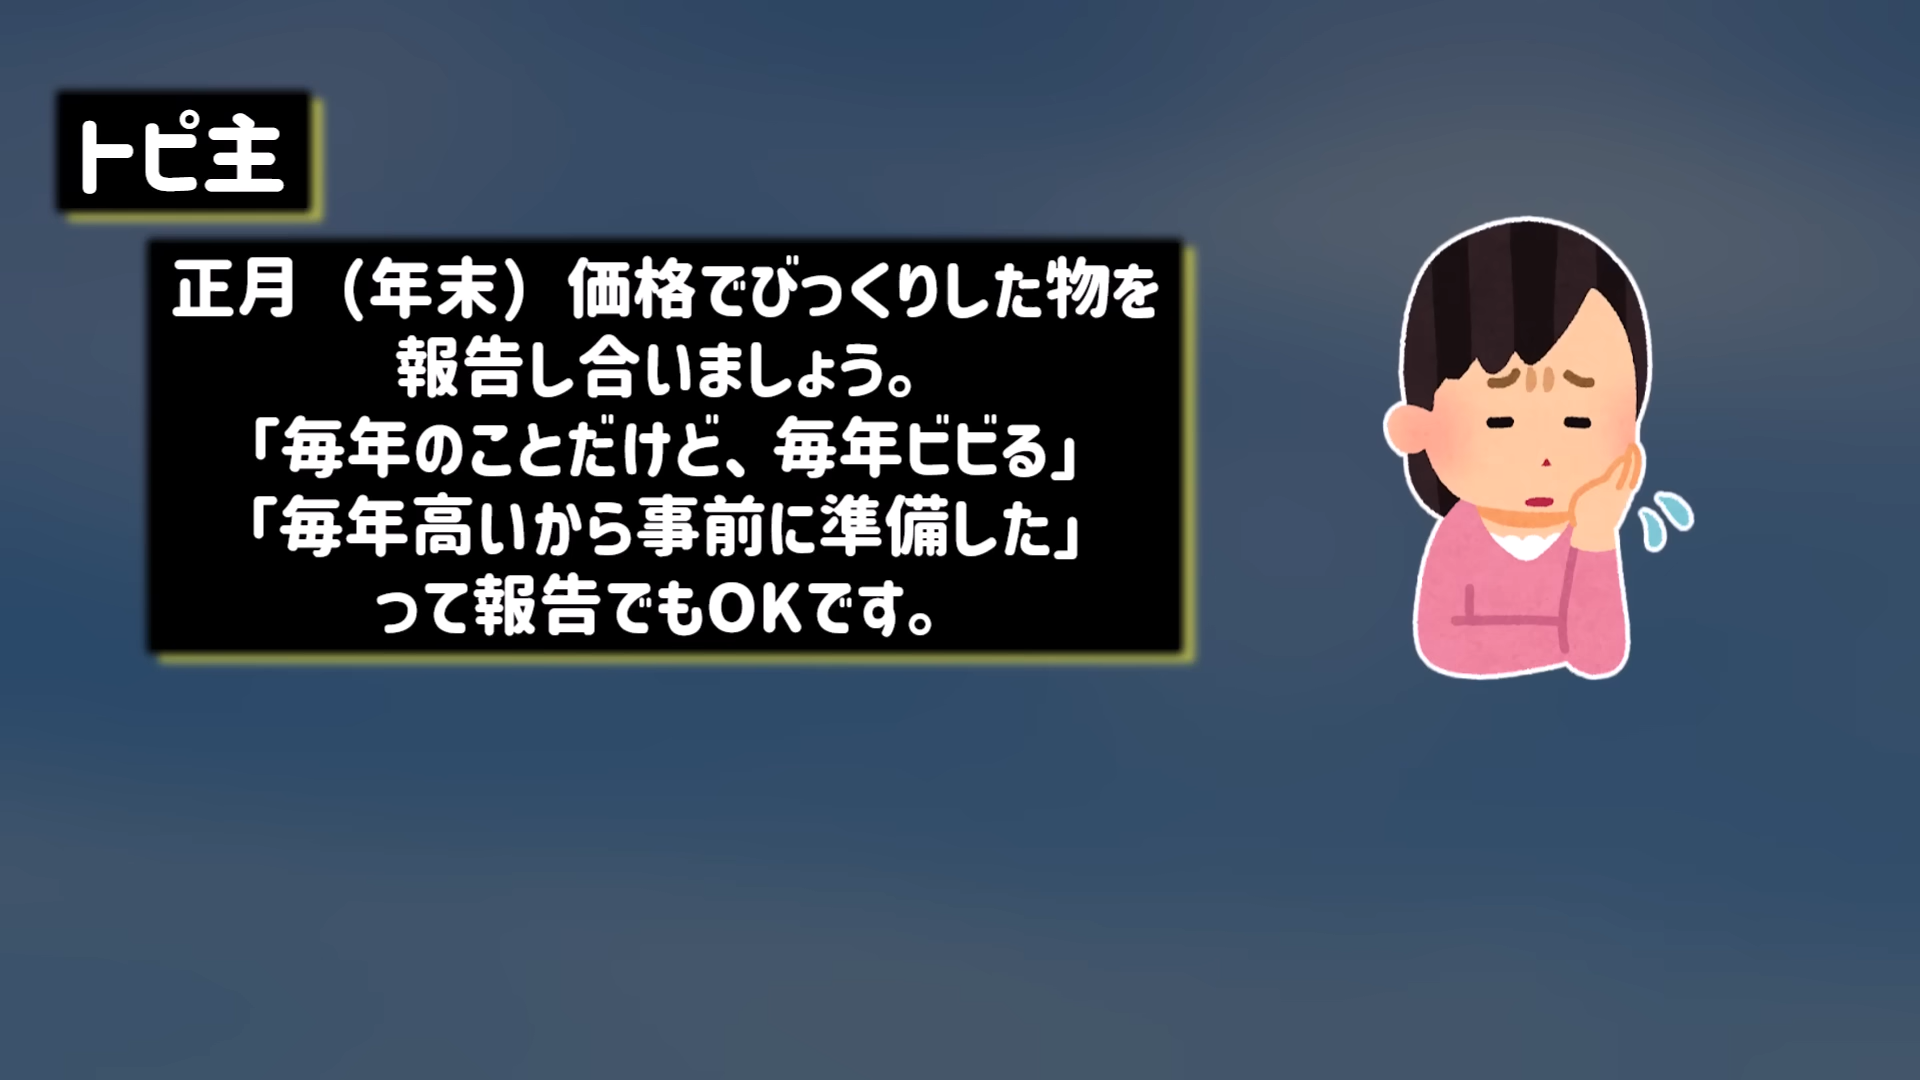 トピ主
正月（年末）価格でびっくりした物を
報告し合いましょう。
「毎年のことだけど、毎年ビビる」
「毎年高いから事前に準備した」
って報告でもOKです。